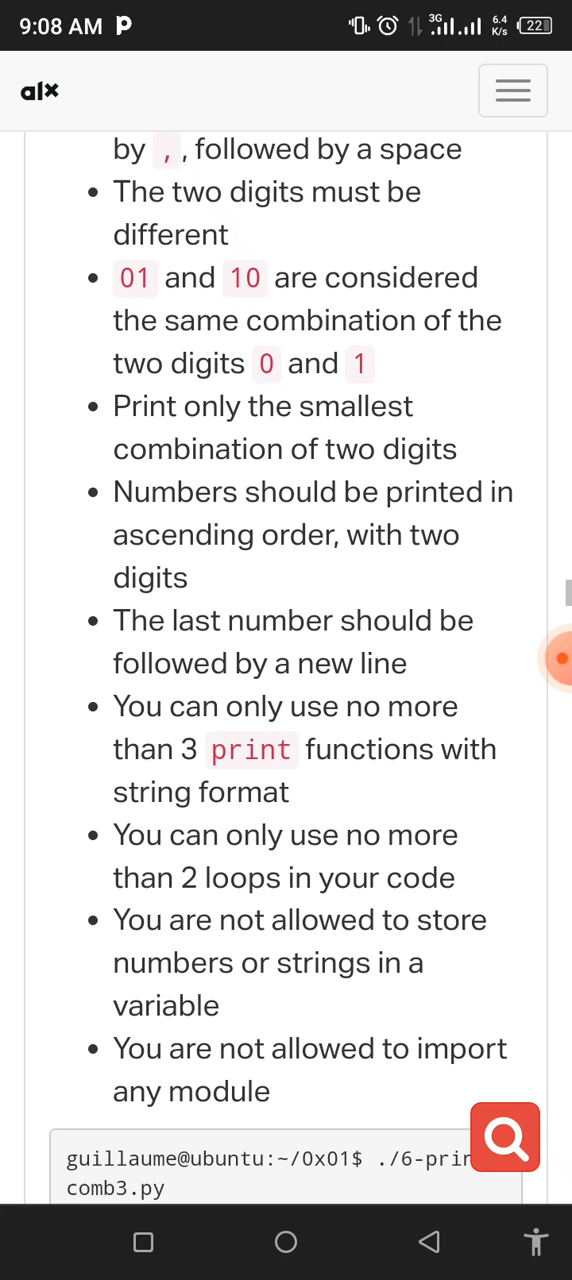 9:08 AM
3G
6.4
K/s
22
alx
by , , followed by a space
The two digits must be
different
01 and 10 are considered
the same combination of the
two digits 0 and 1
Print only the smallest
combination of two digits
Numbers should be printed in
ascending order, with two
digits
The last number should be
followed by a new line
You can only use no more
than 3 print functions with
string format
You can only use no more
than 2 loops in your code
You are not allowed to store
numbers or strings in a
variable
You are not allowed to import
any module
guillaume@ubuntu:~/0x01$ ./6-prin
comb3.py